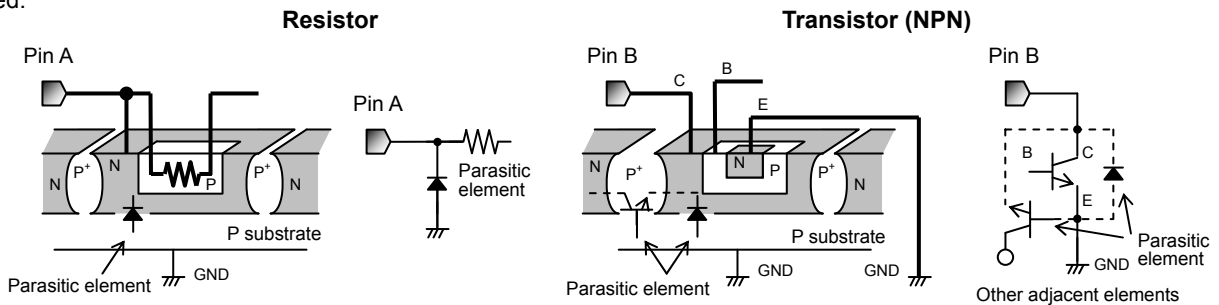 ed.
Resistor
Transistor (NPN)
Pin A
Pin A
N
P+
N
P
P+
N
Parasitic
element
P substrate
GND
Parasitic element
Pin B
C
B
E
N
P+
N
P
P+
N
P substrate
GND
GND
Parasitic element
Pin B
B
C
E
GND
Parasitic
element
Other adjacent elements